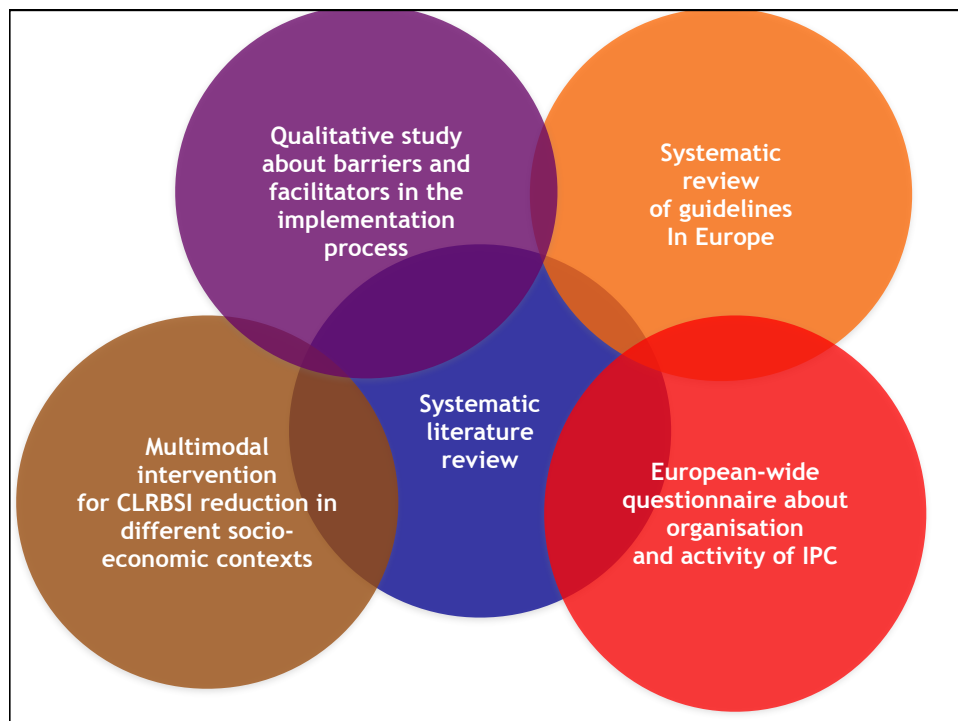 Qualitative study
about barriers and
facilitators in the
implementation
process
Systematic
review
of guidelines
In Europe
Systematic
literature
review
Multimodal
intervention
for CLRBSI reduction in
different socio-
economic contexts
European-wide
questionnaire about
organisation
and activity of IPC